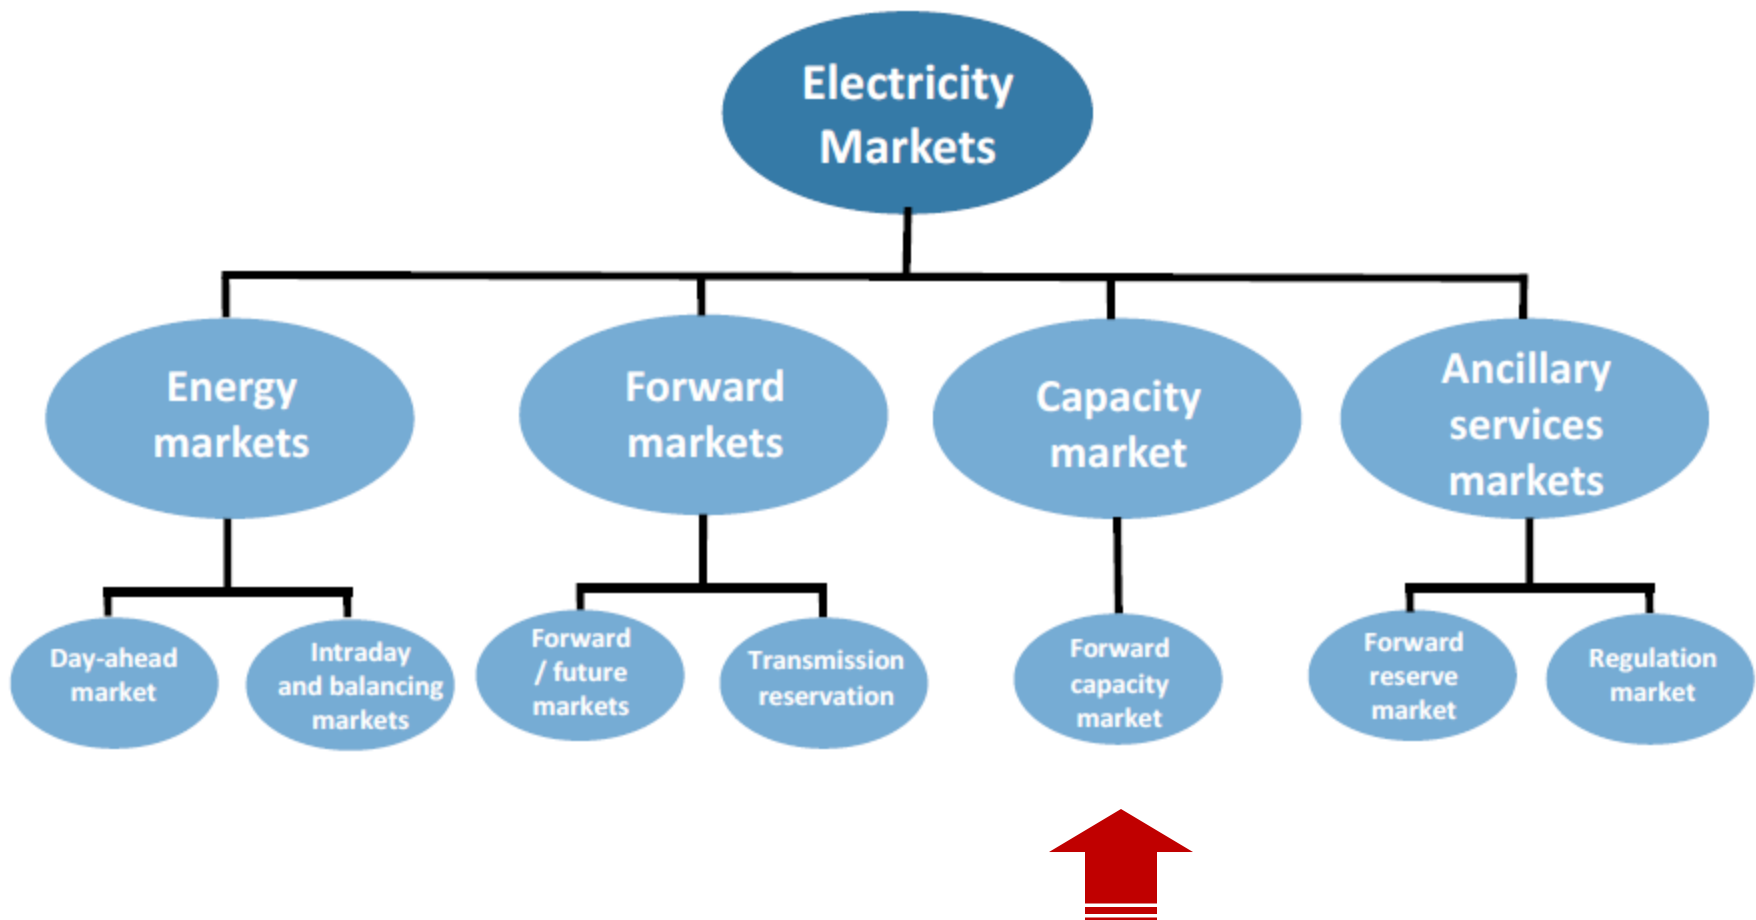 Electricity
Markets
Energy
markets
Forward
markets
Capacity
market
Ancillary
services
markets
Day-ahead
market
Intraday
and balancing
markets
Forward
/ future
markets
Transmission
reservation
Forward
capacity
market
Forward
reserve
market
Regulation
market